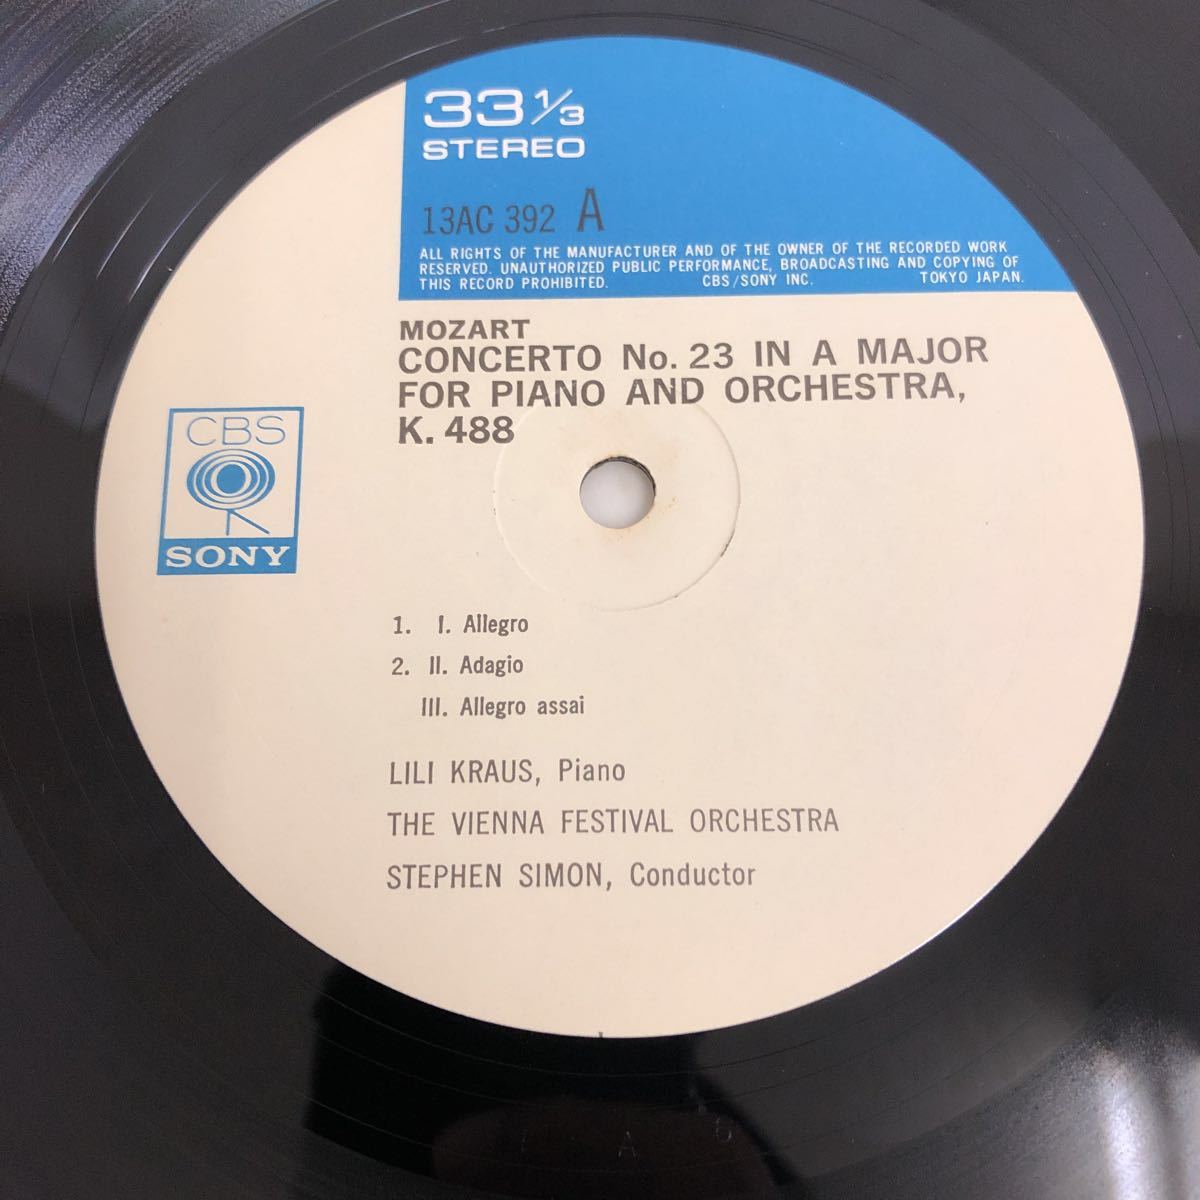 33 1/3
STEREO
13AC 392 A
ALL RIGHTS OF THE MANUFACTURER AND OF THE OWNER OF THE RECORDED WORK
RESERVED. UNAUTHORIZED PUBLIC PERFORMANCE, BROADCASTING AND COPYING OF
THIS RECORD PROHIBITED. CBS/SONY INC. TOKYO JAPAN.
MOZART
CONCERTO No. 23 IN A MAJOR
FOR PIANO AND ORCHESTRA,
K. 488
CBS
SONY
1. I. Allegro
2. II. Adagio
III. Allegro assai
LILI KRAUS, Piano
THE VIENNA FESTIVAL ORCHESTRA
STEPHEN SIMON, Conductor
A 6